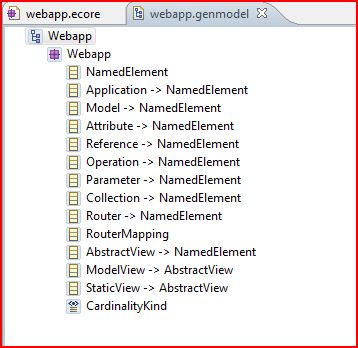 webapp.ecore webapp.genmodel
Webapp
Webapp
NamedElement
Application -> NamedElement
Model -> NamedElement
Attribute -> NamedElement
Reference -> NamedElement
Operation -> NamedElement
Parameter -> NamedElement
Collection -> NamedElement
Router -> NamedElement
RouterMapping
AbstractView -> NamedElement
ModelView -> AbstractView
StaticView -> AbstractView
CardinalityKind